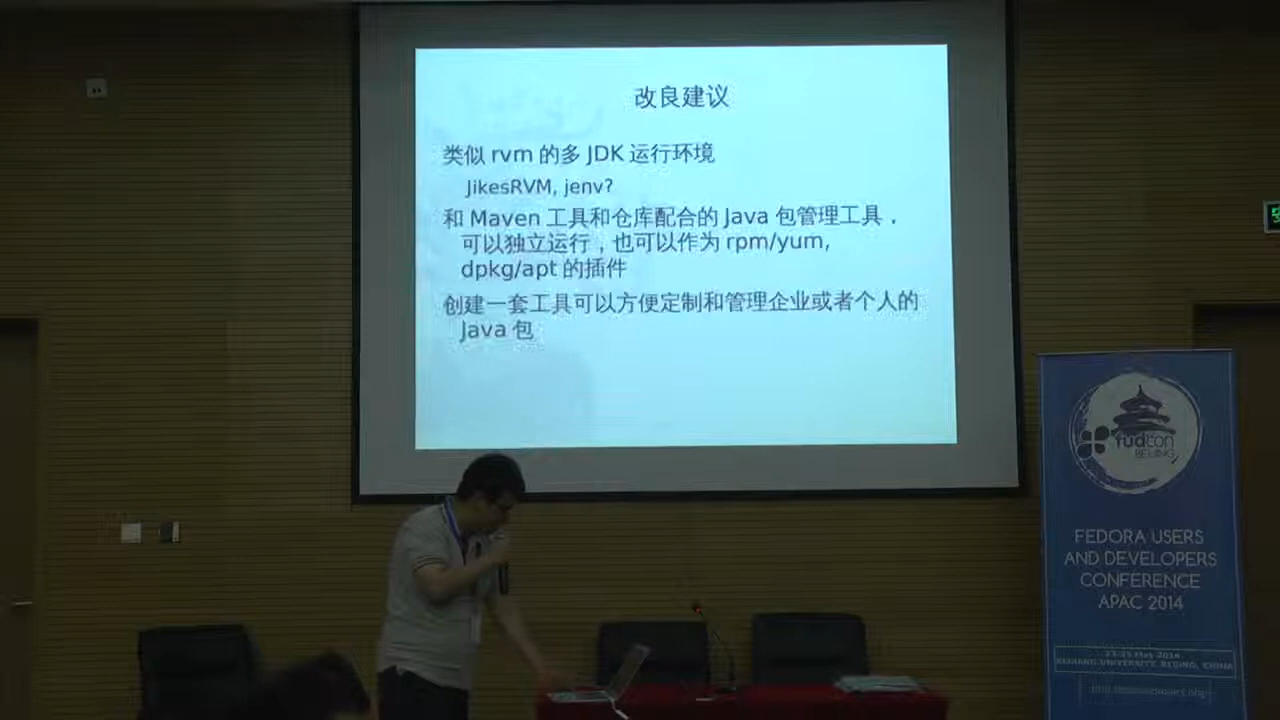 改良建议
类似 rvm 的多 JDK 运行环境
JikesRVM, jenv?
和 Maven 工具和仓库配合的 Java 包管理工具，
可以独立运行，也可以作为 rpm/yum,
dpkg/apt 的插件
创建一套工具可以方便定制和管理企业或者个人的
Java 包
fudcon
BEIJING
FEDORA USERS
AND DEVELOPERS
CONFERENCE
APAC 2014